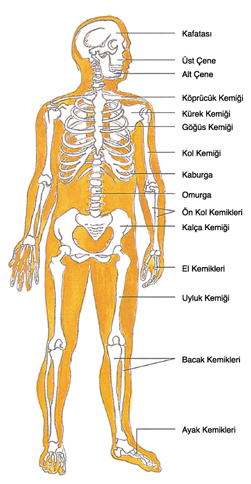 Kafatası
Üst Çene
Alt Çene
Köprücük Kemiği
Kürek Kemiği
Göğüs Kemiği
Kol Kemiği
Kaburga
Omurga
Ön Kol Kemikleri
Kalça Kemiği
El Kemikleri
Uyluk Kemiği
Bacak Kemikleri
Ayak Kemikleri